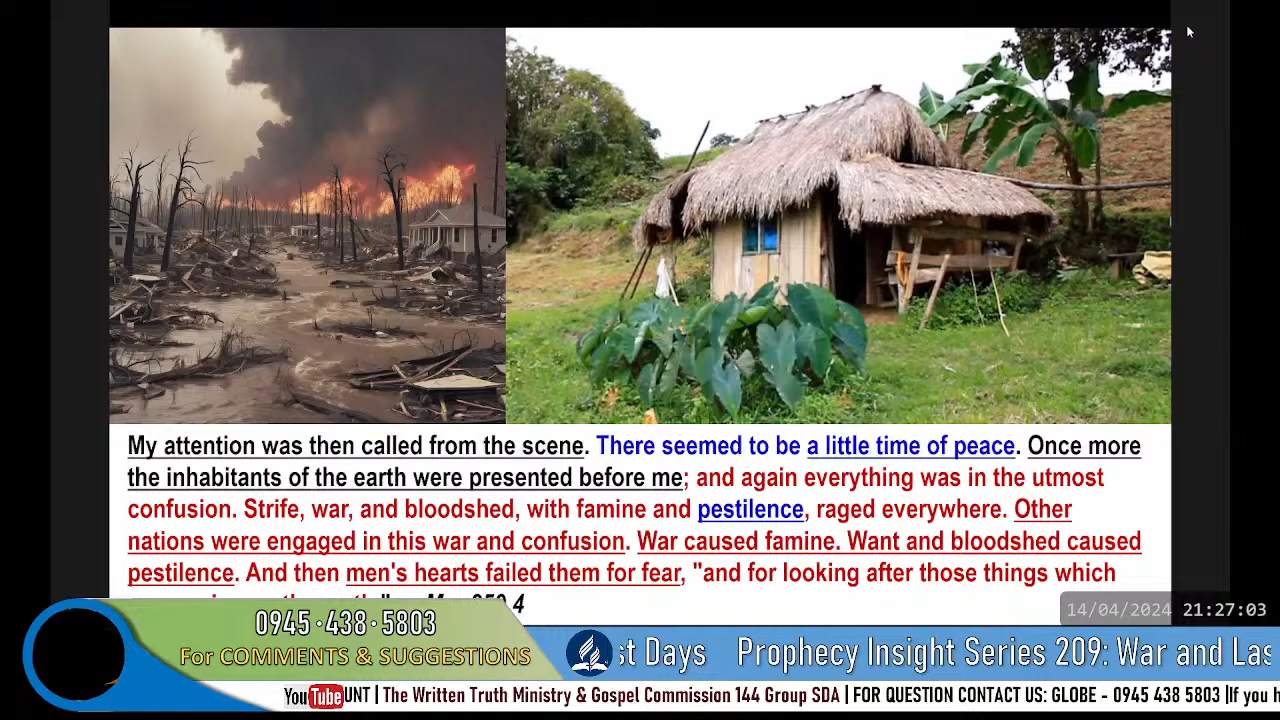 My attention was then called from the scene. There seemed to be a little time of peace. Once more
the inhabitants of the earth were presented before me; and again everything was in the utmost
confusion. Strife, war, and bloodshed, with famine and pestilence, raged everywhere. Other
nations were engaged in this war and confusion. War caused famine. Want and bloodshed caused
pestilence. And then men's hearts failed them for fear, "and for looking after those things which
14/04/2024 21:27:03
0945·438·5803
For COMMENTS & SUGGESTIONS
st Days Prophecy Insight Series 209: War and Las
YouTube UNT | The Written Truth Ministry & Gospel Commission 144 Group SDA | FOR QUESTION CONTACT US: GLOBE - 0945 438 5803 |If you h